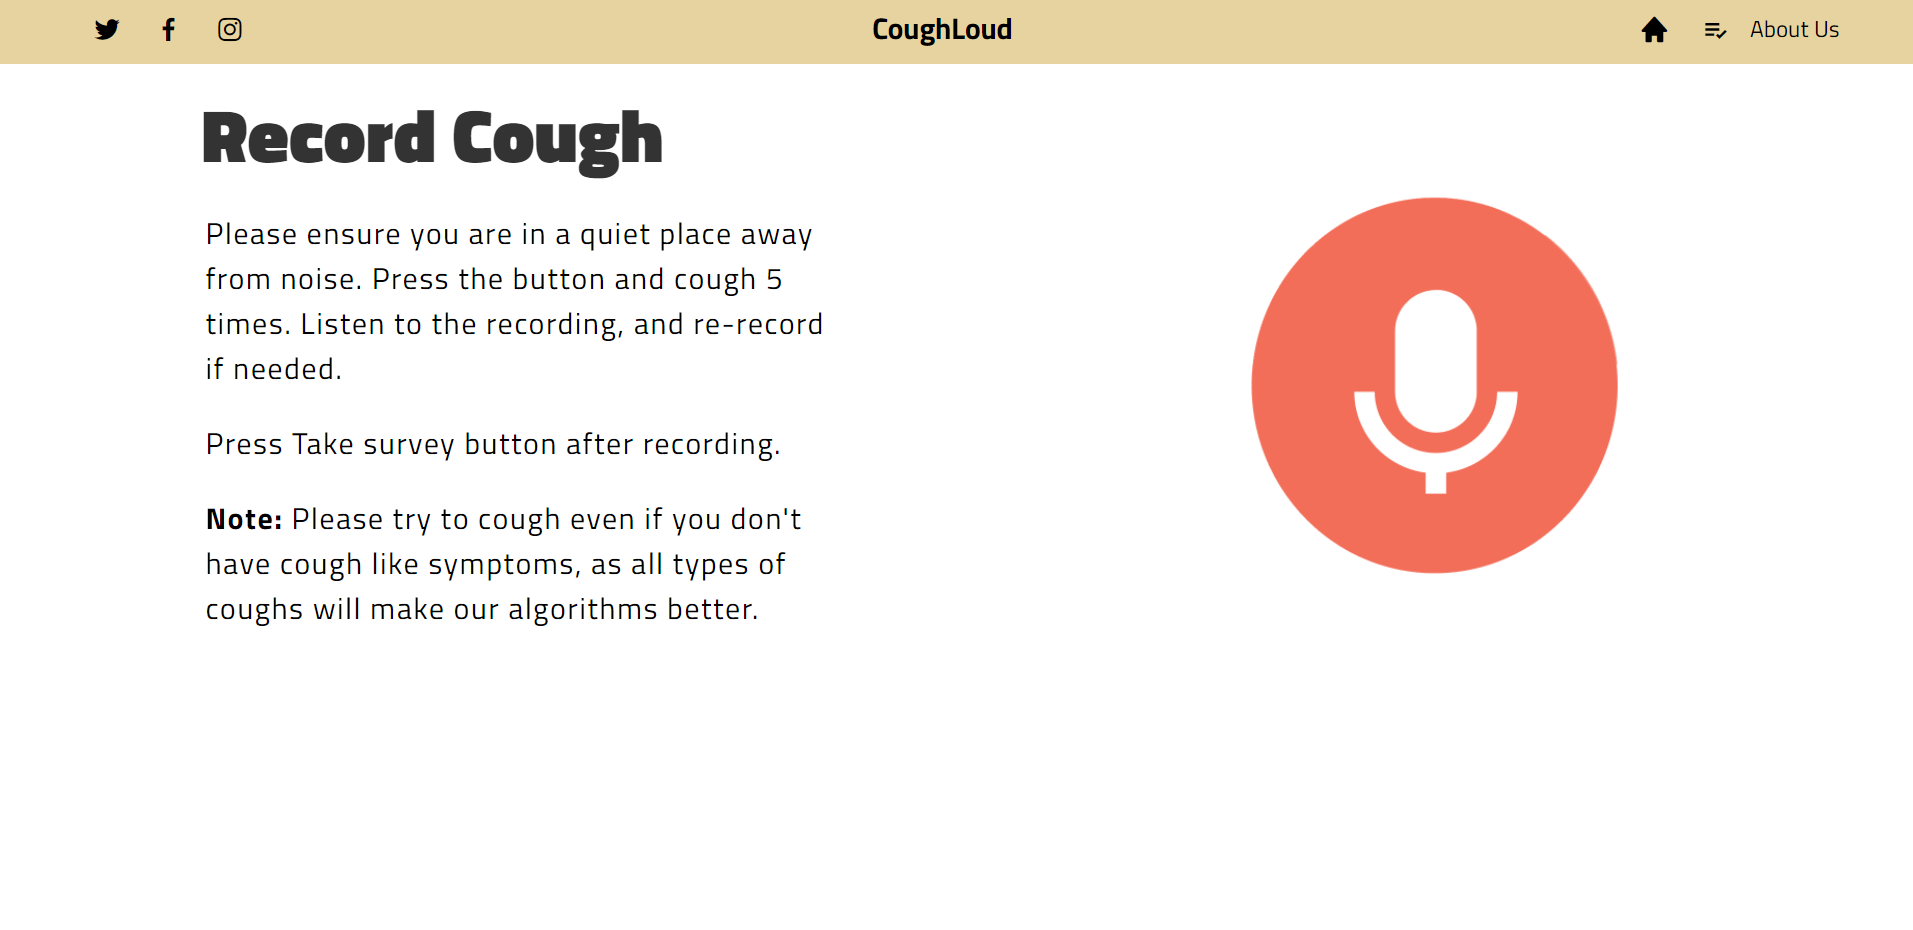 CoughLoud
About Us
Record Cough
Please ensure you are in a quiet place away
from noise. Press the button and cough 5
times. Listen to the recording, and re-record
if needed.
Press Take survey button after recording.
Note: Please try to cough even if you don't
have cough like symptoms, as all types of
coughs will make our algorithms better.